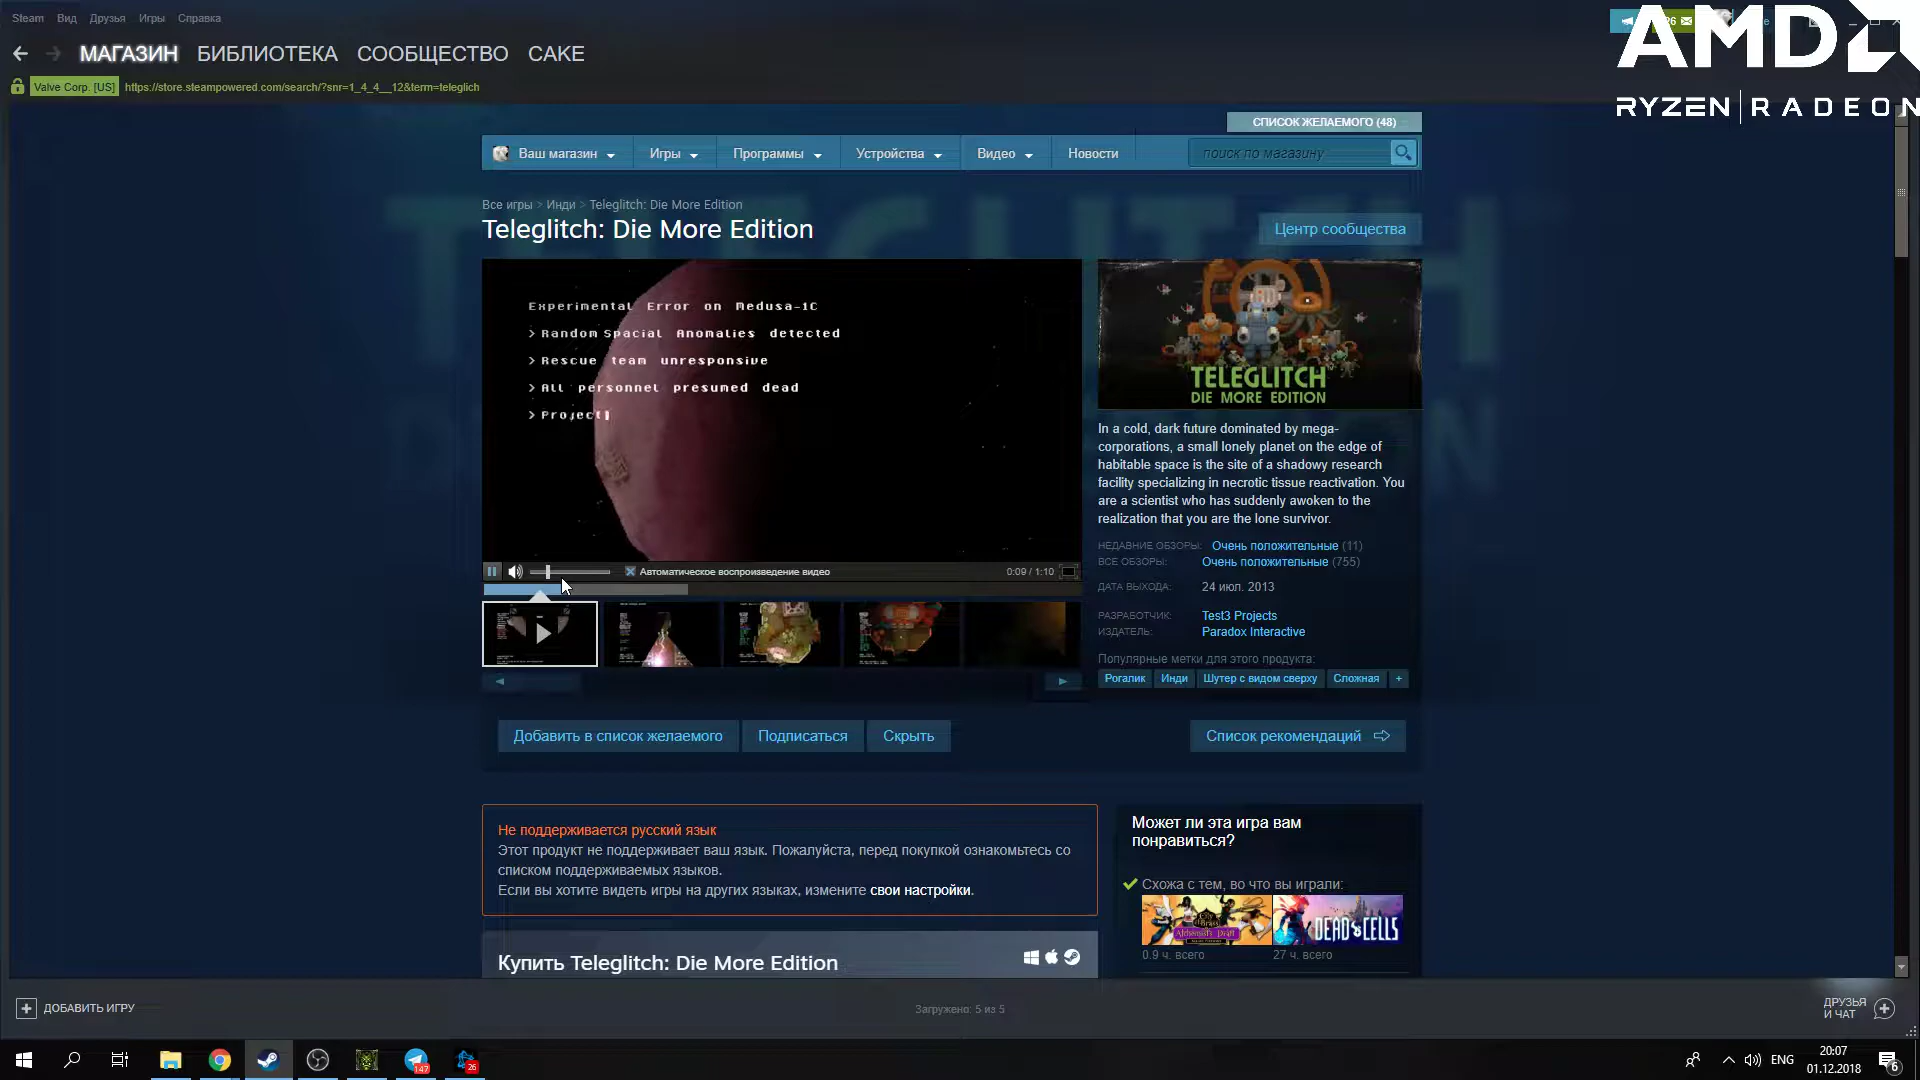 Steam Вид Друзья Игры Справка
МАГАЗИН БИБЛИОТЕКА СООБЩЕСТВО CAKE
Valve Corp. [US] https://store.steampowered.com/search/?snr=1_4_4__12&term=teleglich
AMD
RYZEN | RADEON
СПИСОК ЖЕЛАЕМОГО (48)
Ваш магазин Игры Программы Устройства Видео Новости поиск по магазину
Все игры > Инди > Teleglitch: Die More Edition
Teleglitch: Die More Edition
Центр сообщества
Experimental Error on Medusa-1C
> Random Spacial Anomalies detected
> Rescue team unresponsive
> All personnel presumed dead
> Project
Автоматическое воспроизведение видео 0:09 / 1:10
TELEGLITCH
DIE MORE EDITION
In a cold, dark future dominated by mega-
corporations, a small lonely planet on the edge of
habitable space is the site of a shadowy research
facility specializing in necrotic tissue reactivation. You
are a scientist who has suddenly awoken to the
realization that you are the lone survivor.
НЕДАВНИЕ ОБЗОРЫ: Очень положительные (11)
ВСЕ ОБЗОРЫ: Очень положительные (755)
ДАТА ВЫХОДА: 24 июл. 2013
РАЗРАБОТЧИК: Test3 Projects
ИЗДАТЕЛЬ: Paradox Interactive
Популярные метки для этого продукта:
Рогалик Инди Шутер с видом сверху Сложная +
Добавить в список желаемого Подписаться Скрыть Список рекомендаций
Не поддерживается русский язык
Этот продукт не поддерживает ваш язык. Пожалуйста, перед покупкой ознакомьтесь со
списком поддерживаемых языков.
Если вы хотите видеть игры на других языках, измените свои настройки.
Может ли эта игра вам
понравиться?
Схожа с тем, во что вы играли:
DEAD CELLS
0.9 ч. всего 27 ч. всего
Купить Teleglitch: Die More Edition
ДОБАВИТЬ ИГРУ
Загружено: 5 из 5
ДРУЗЬЯ
И ЧАТ
147
26
ENG
20:07
01.12.2018
6